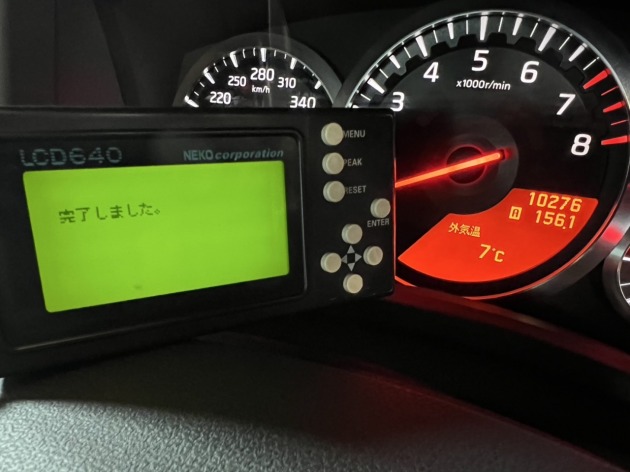 LCD640
NEKO corporation
完了しました。
MENU
PEAK
RESET
ENTER
220
250
280
310
340
km/h
3
4
5
6
7
8
x1000r/min
10276
A 156.1
外気温
7°C